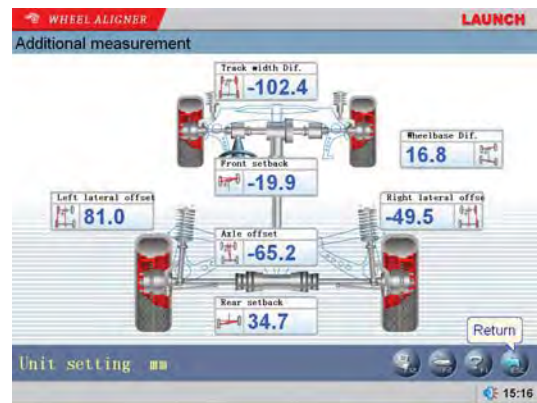 WHEEL ALIGNER
LAUNCH
Additional measurement
Track width Dif.
-102.4
Wheelbase Dif.
16.8
Front setback
-19.9
Left lateral offset
81.0
Right lateral offse
-49.5
Axle offset
-65.2
Rear setback
34.7
Return
Unit setting mm
15:16